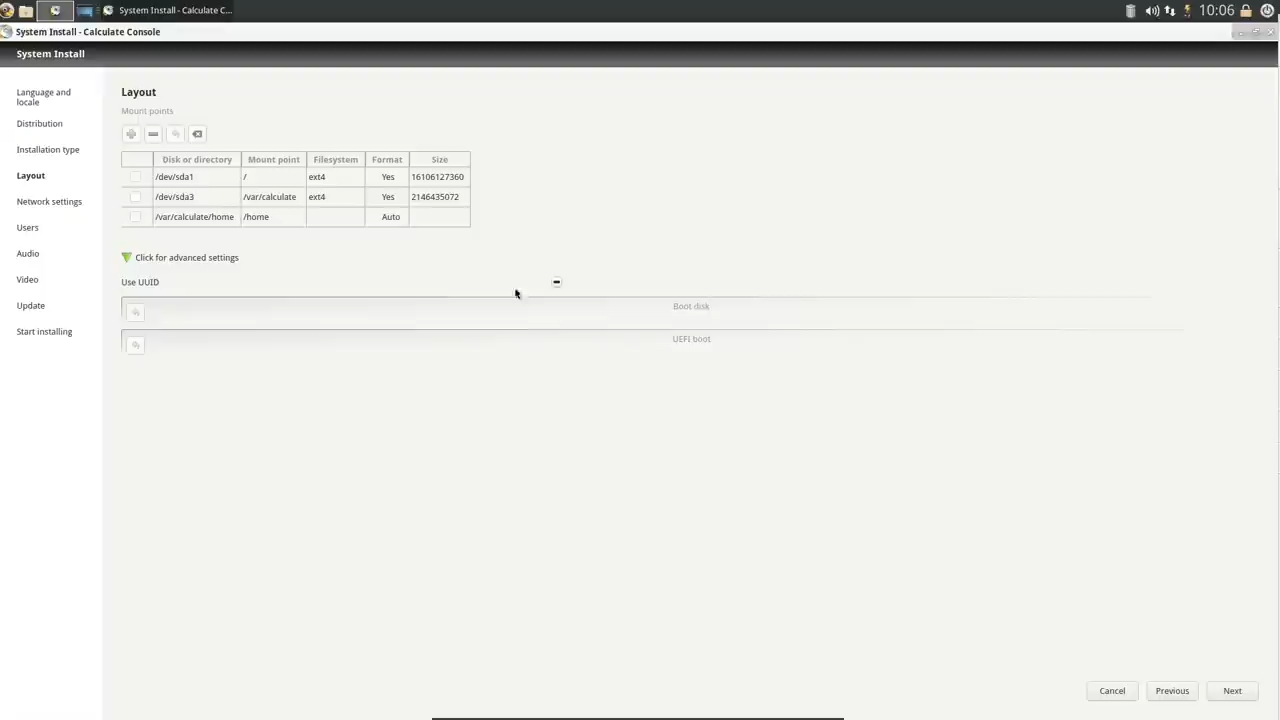 System Install - Calculate C...
10:06
System Install - Calculate Console
System Install
Language and
locale
Distribution
Installation type
Layout
Network settings
Users
Audio
Video
Update
Start installing
Layout
Mount points
Disk or directory Mount point Filesystem Format Size
/dev/sda1 / ext4 Yes 16106127360
/dev/sda3 /var/calculate ext4 Yes 2146435072
/var/calculate/home /home Auto
Click for advanced settings
Use UUID
Boot disk
UEFI boot
Cancel Previous Next